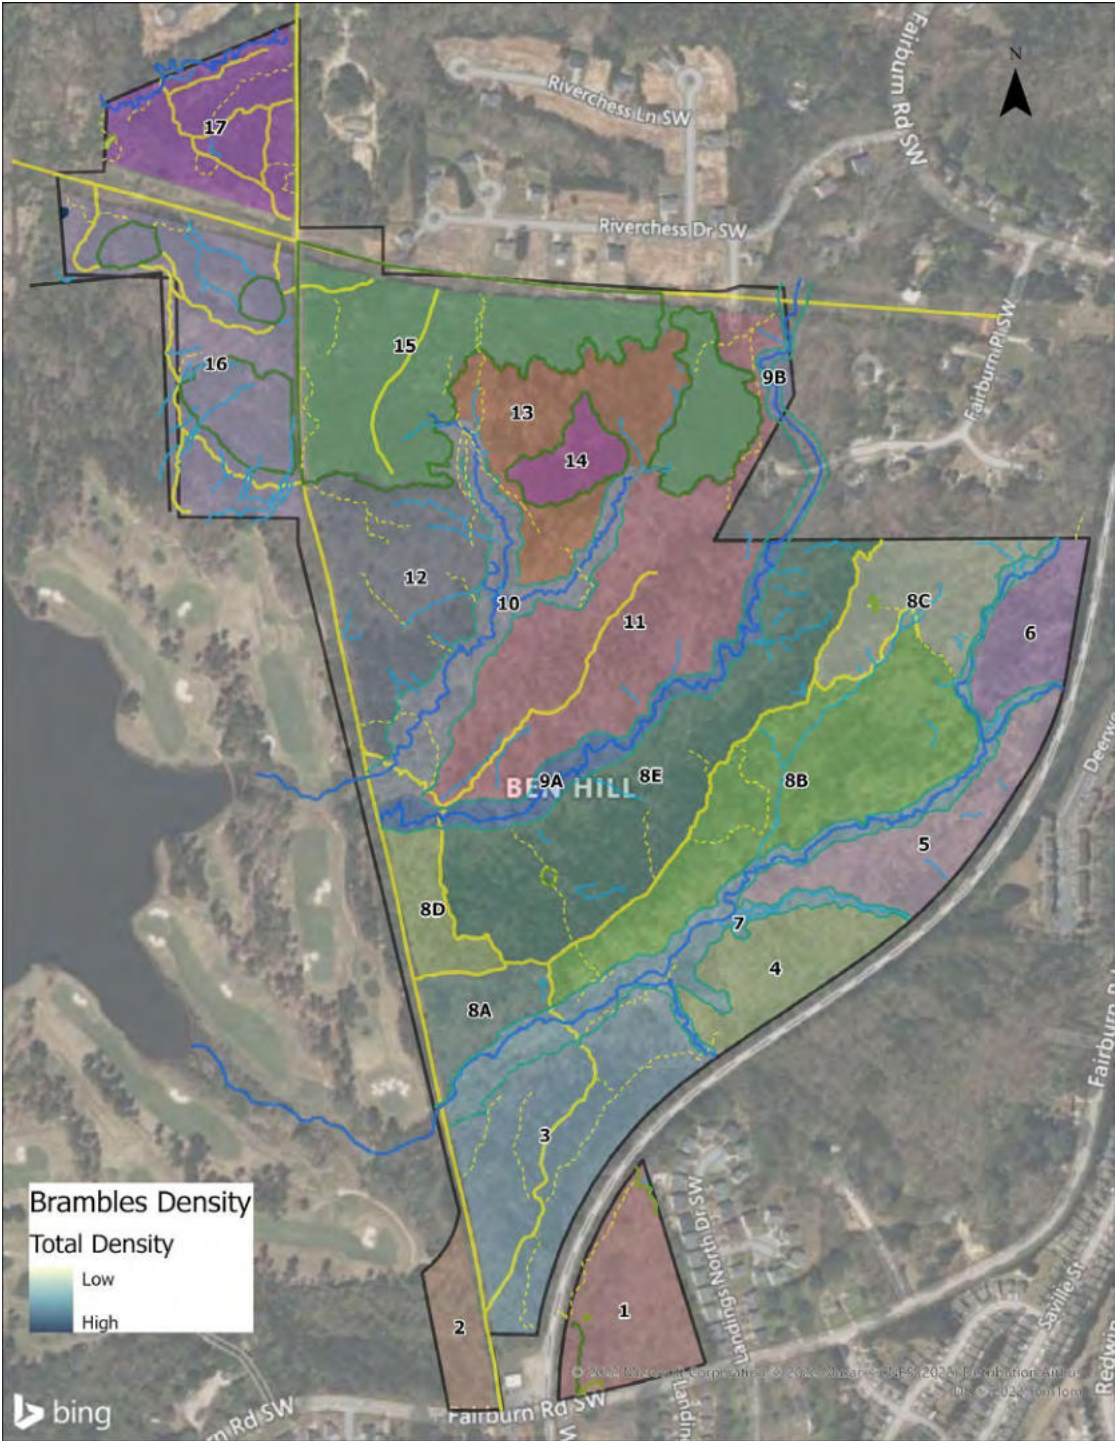 N
Fairburn Rd SW
Riverchess Ln SW
17
Riverchess Dr SW
15
16
9B
Fairburn Pl SW
13
14
12
10
11
8C
6
9A
BEN HILL
8E
8B
5
8D
7
4
8A
3
1
2
Brambles Density
Total Density
Low
High
Landings North Dr SW
Saville St
Fairburn Rd SW
bing